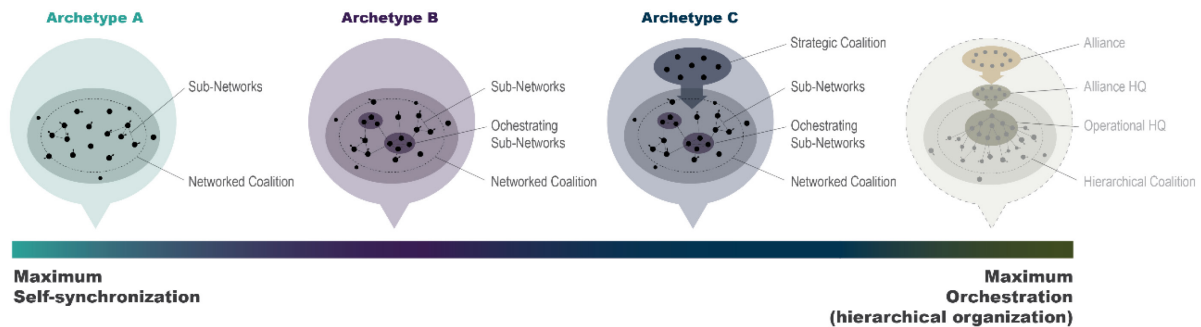 Archetype A
Sub-Networks
Networked Coalition
Archetype B
Sub-Networks
Ochestrating
Sub-Networks
Networked Coalition
Archetype C
Strategic Coalition
Sub-Networks
Ochestrating
Sub-Networks
Networked Coalition
Alliance
Alliance HQ
Operational HQ
Hierarchical Coalition
Maximum
Self-synchronization
Maximum
Orchestration
(hierarchical organization)